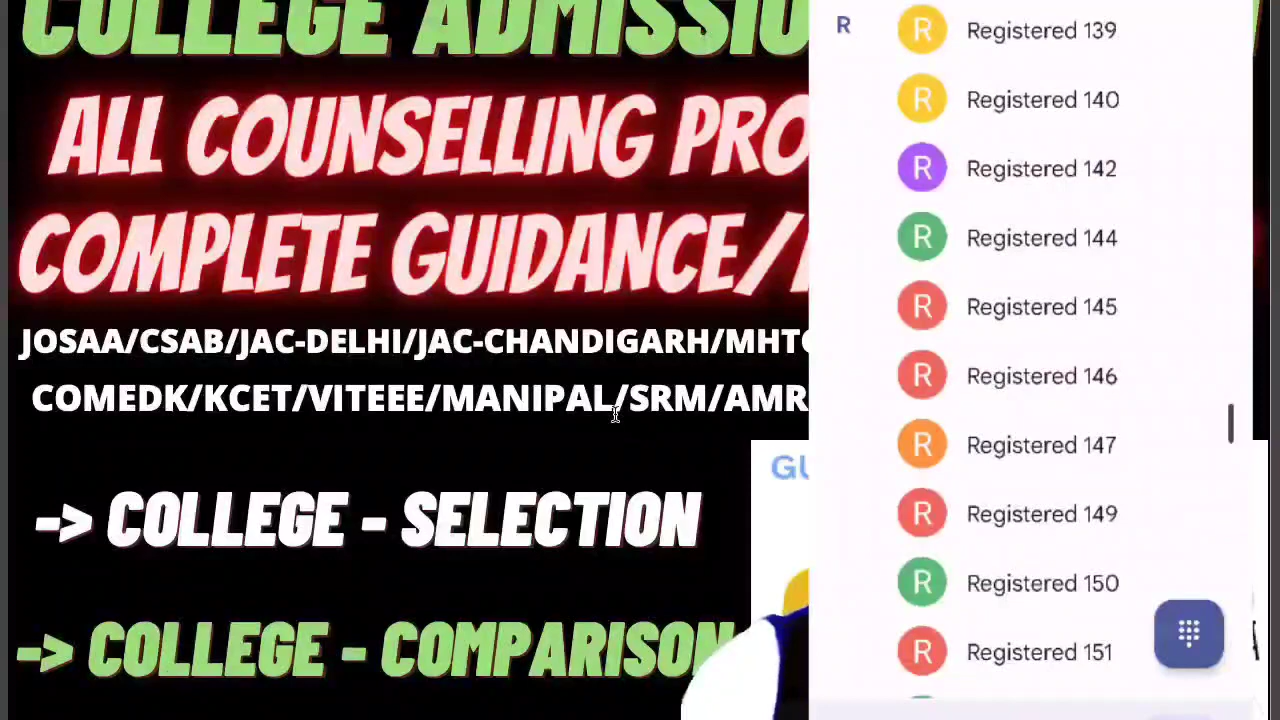 COLLEGE ADMISSIO
ALL COUNSELLING PRO
COMPLETE GUIDANCE/
JOSAA/CSAB/JAC-DELHI/JAC-CHANDIGARH/MHTC
COMEDK/KCET/VITEEE/MANIPAL/SRM/AMR
-> COLLEGE - SELECTION
-> COLLEGE - COMPARISON
GU
R
R Registered 139
R Registered 140
R Registered 142
R Registered 144
R Registered 145
R Registered 146
R Registered 147
R Registered 149
R Registered 150
R Registered 151